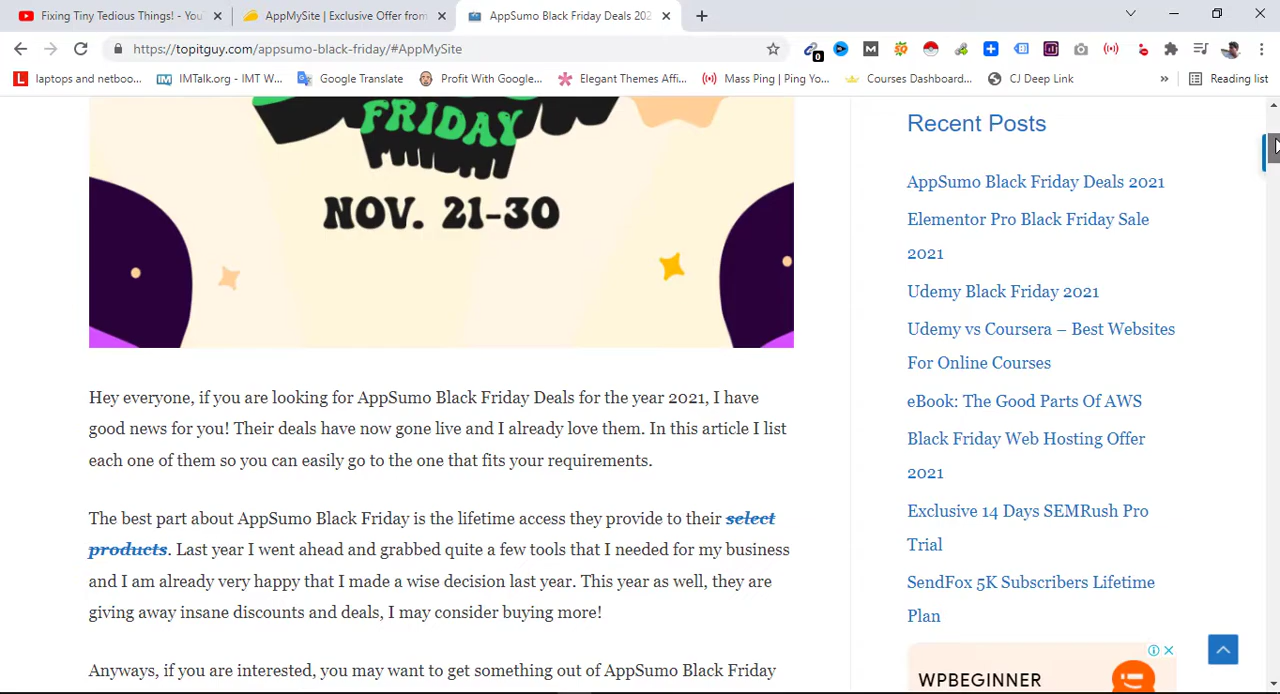 Fixing Tiny Tedious Things! - You
AppMySite | Exclusive Offer from
AppSumo Black Friday Deals 202
https://topitguy.com/appsumo-black-friday/#AppMySite
0
laptops and netboo...
IMTalk.org - IMT W...
Google Translate
Profit With Google...
Elegant Themes Affi...
Mass Ping | Ping Yo...
Courses Dashboard...
CJ Deep Link
»
Reading list
FRIDAY
NOV. 21-30
Hey everyone, if you are looking for AppSumo Black Friday Deals for the year 2021, I have
good news for you! Their deals have now gone live and I already love them. In this article I list
each one of them so you can easily go to the one that fits your requirements.
The best part about AppSumo Black Friday is the lifetime access they provide to their select
products. Last year I went ahead and grabbed quite a few tools that I needed for my business
and I am already very happy that I made a wise decision last year. This year as well, they are
giving away insane discounts and deals, I may consider buying more!
Anyways, if you are interested, you may want to get something out of AppSumo Black Friday
Recent Posts
AppSumo Black Friday Deals 2021
Elementor Pro Black Friday Sale
2021
Udemy Black Friday 2021
Udemy vs Coursera – Best Websites
For Online Courses
eBook: The Good Parts Of AWS
Black Friday Web Hosting Offer
2021
Exclusive 14 Days SEMRush Pro
Trial
SendFox 5K Subscribers Lifetime
Plan
WPBEGINNER